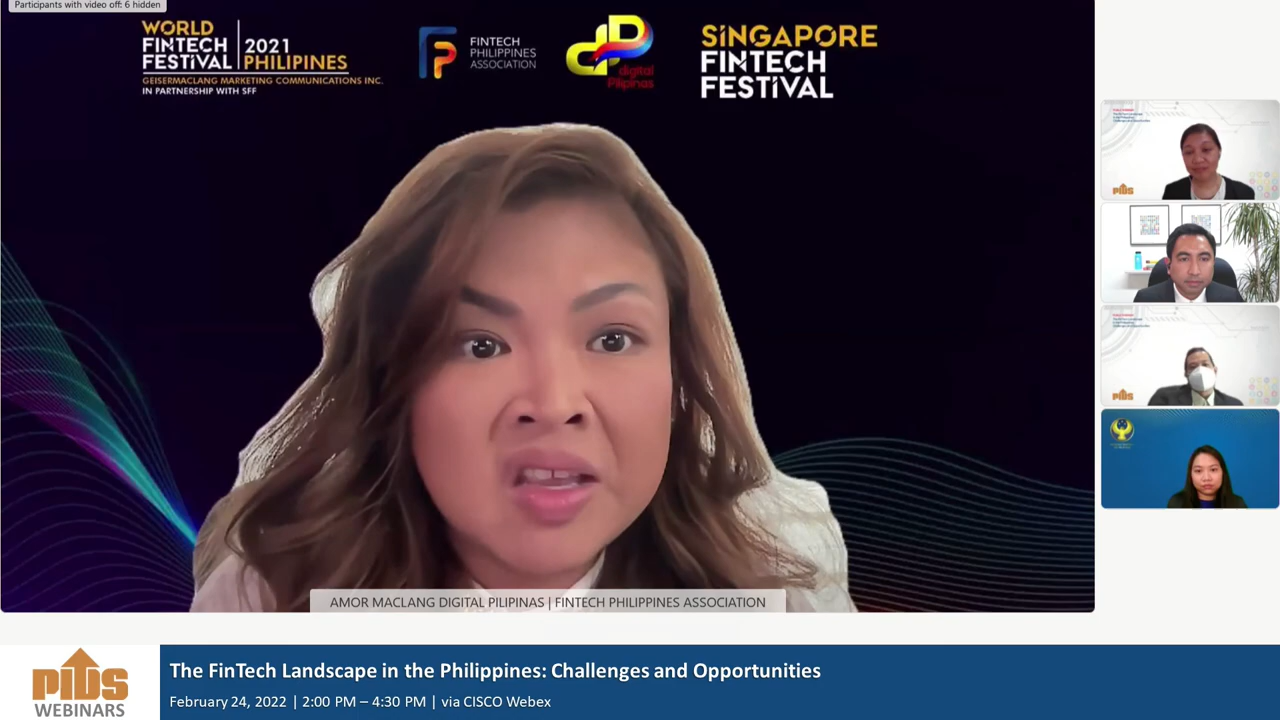 Participants with video off: 6 hidden
WORLD
FINTECH
FESTIVAL
2021
PHILIPPINES
GEISERMACLANG MARKETING COMMUNICATIONS INC.
IN PARTNERSHIP WITH SFF
FINTECH
PHILIPPINES
ASSOCIATION
digital
Pilipinas
SINGAPORE
FINTECH
FESTIVAL
PIDS
PIDS
AMOR MACLANG DIGITAL PILIPINAS | FINTECH PHILIPPINES ASSOCIATION
PIDS
WEBINARS
The FinTech Landscape in the Philippines: Challenges and Opportunities
February 24, 2022 | 2:00 PM – 4:30 PM | via CISCO Webex